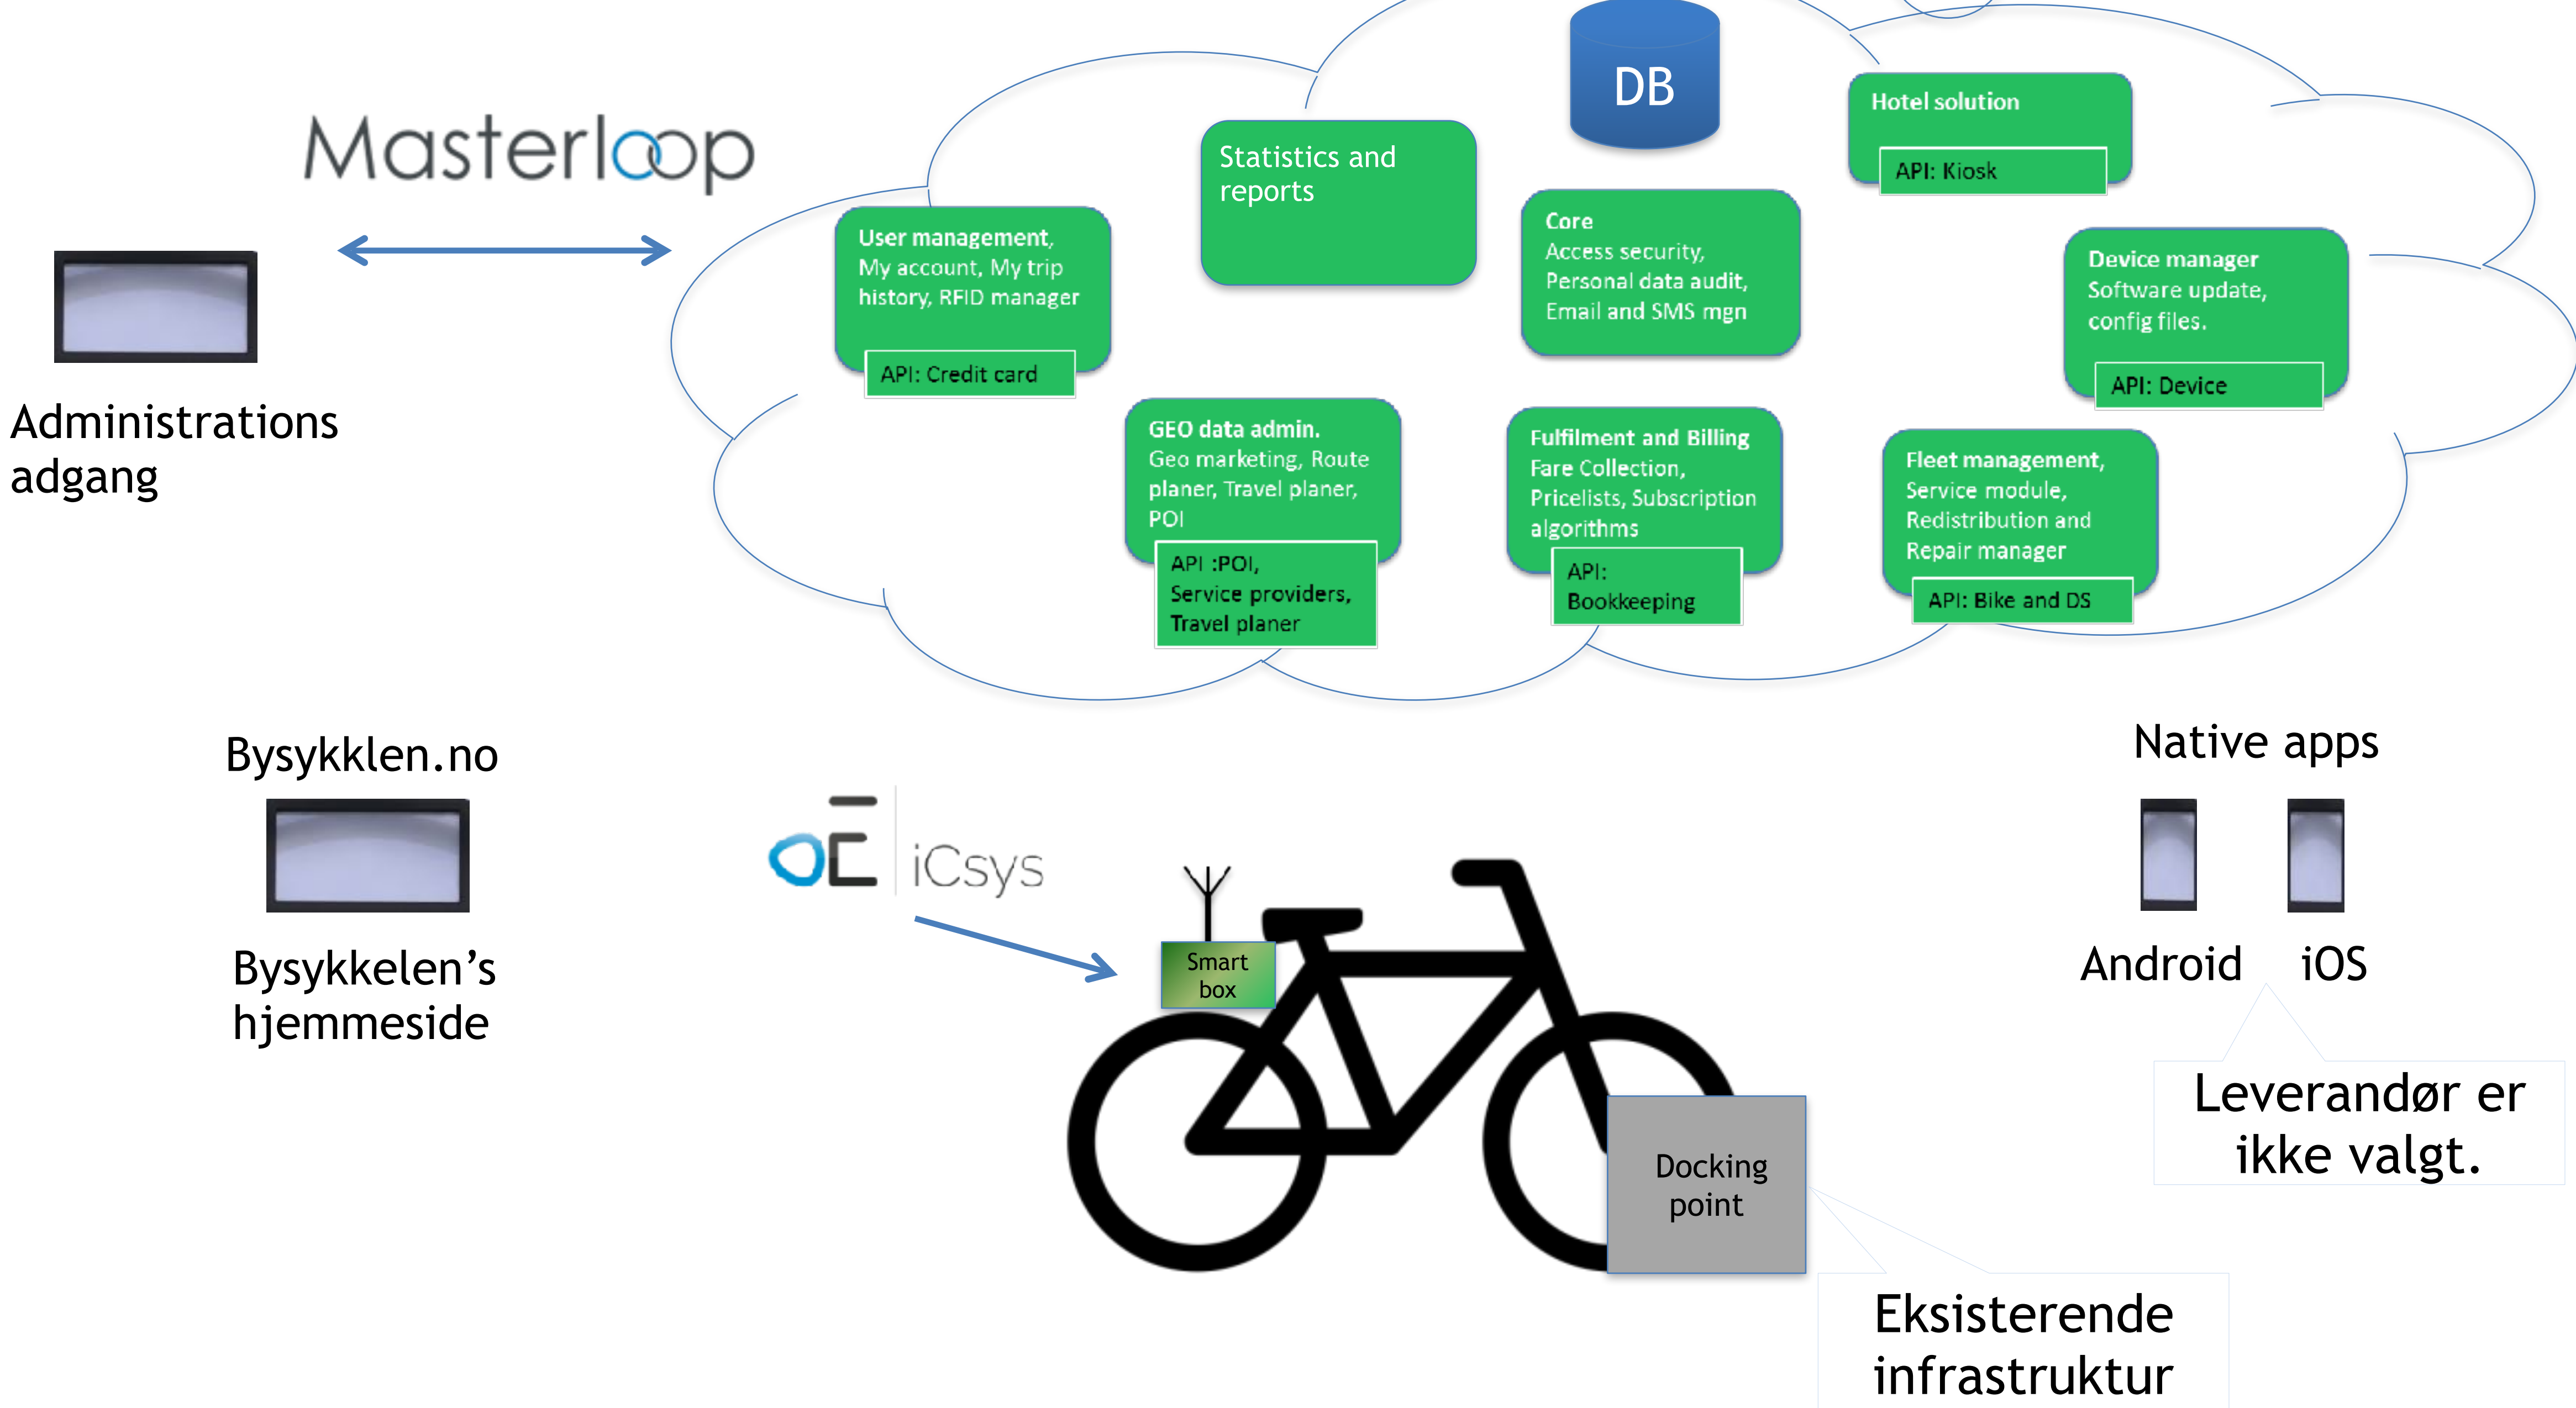 DB
Hotel solution
API: Kiosk
Masterloop
Statistics and
reports
Core
Access security,
Personal data audit,
Email and SMS mgn
User management,
My account, My trip
history, RFID manager
API: Credit card
Device manager
Software update,
config files.
API: Device
Administrations
adgang
GEO data admin.
Geo marketing, Route
planer, Travel planer,
POI
API :POI,
Service providers,
Travel planer
Fulfilment and Billing
Fare Collection,
Pricelists, Subscription
algorithms
API:
Bookkeeping
Fleet management,
Service module,
Redistribution and
Repair manager
API: Bike and DS
Bysykklen.no
Bysykkelen’s
hjemmeside
iCsys
Smart
box
Docking
point
Native apps
Android iOS
Leverandør er
ikke valgt.
Eksisterende
infrastruktur